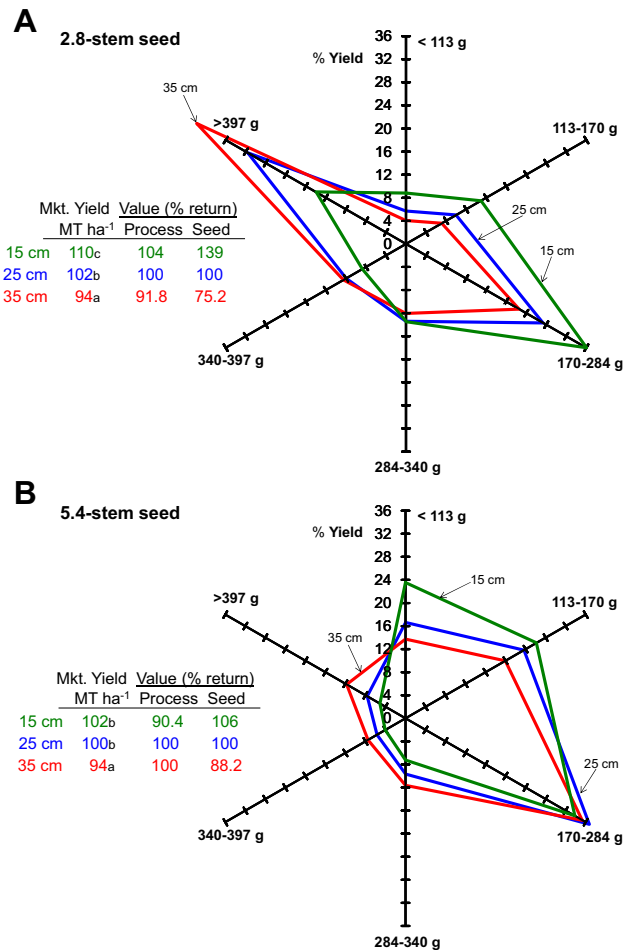 A
2.8-stem seed
< 113 g
% Yield
36
32
28
24
20
16
12
8
4
0
35 cm
>397 g
113-170 g
25 cm
15 cm
Mkt. Yield Value (% return)
MT ha⁻¹ Process Seed
15 cm 110c 104 139
25 cm 102b 100 100
35 cm 94a 91.8 75.2
340-397 g
170-284 g
284-340 g
B
5.4-stem seed
< 113 g
% Yield
36
32
28
24
20
16
12
8
4
0
15 cm
>397 g
113-170 g
35 cm
Mkt. Yield Value (% return)
MT ha⁻¹ Process Seed
15 cm 102b 90.4 106
25 cm 100b 100 100
35 cm 94a 100 88.2
25 cm
340-397 g
170-284 g
284-340 g